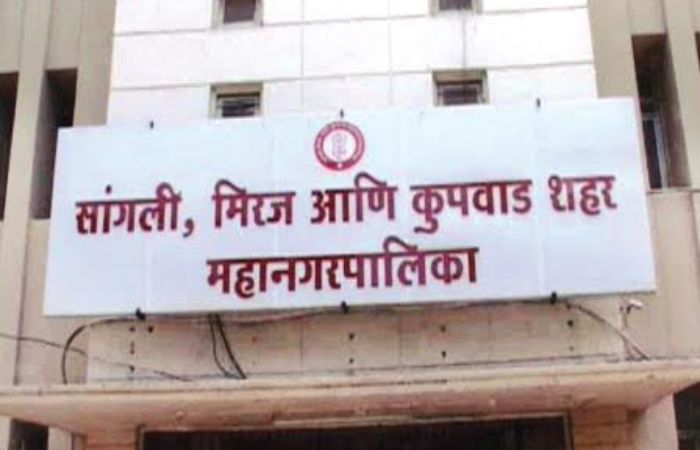 सांगली, मिरज आणि कुपवाड शहर
महानगरपालिका